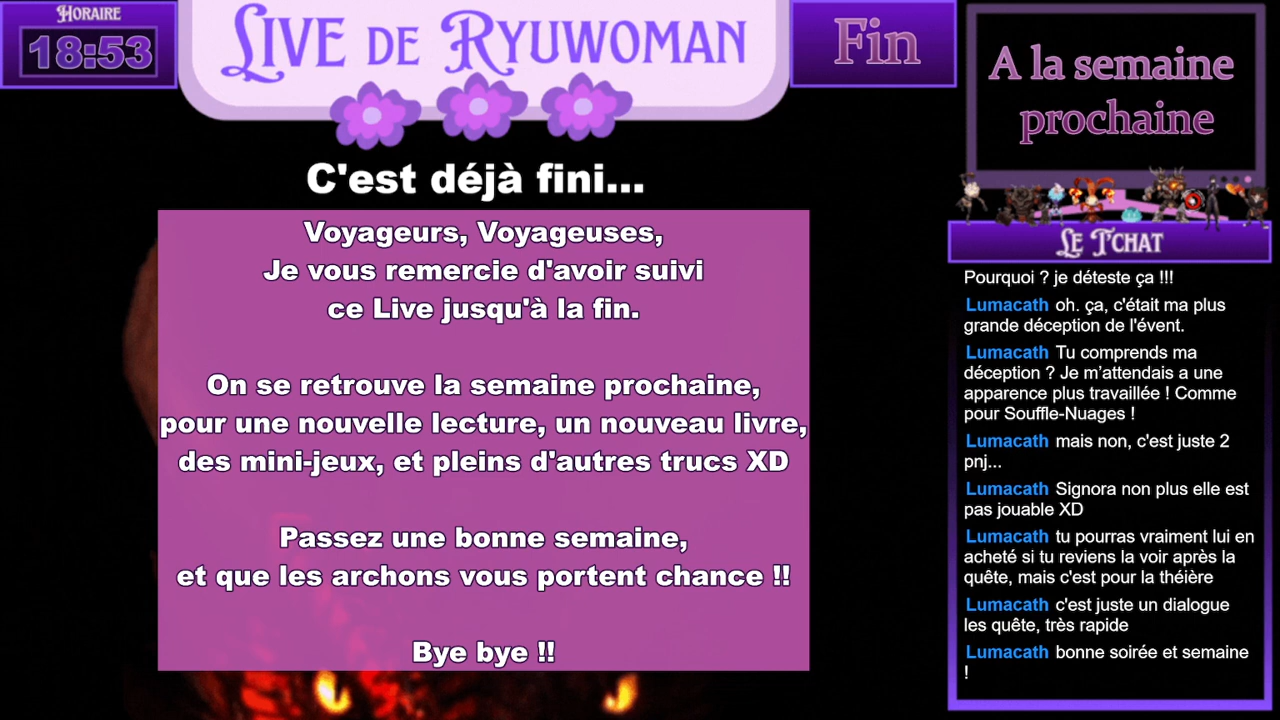 HORAIRE
18:53
LIVE DE RYUWOMAN
Fin
A la semaine
prochaine
C'est déjà fini...
Voyageurs, Voyageuses,
Je vous remercie d'avoir suivi
ce Live jusqu'à la fin.
On se retrouve la semaine prochaine,
pour une nouvelle lecture, un nouveau livre,
des mini-jeux, et pleins d'autres trucs XD
Passez une bonne semaine,
et que les archons vous portent chance !!
Bye bye !!
LE TCHAT
Pourquoi ? je déteste ça !!!
Lumacath oh. ça, c'était ma plus
grande déception de l'évent.
Lumacath Tu comprends ma
déception ? Je m'attendais a une
apparence plus travaillée ! Comme
pour Souffle-Nuages !
Lumacath mais non, c'est juste 2
pnj...
Lumacath Signora non plus elle est
pas jouable XD
Lumacath tu pourras vraiment lui en
acheté si tu reviens la voir après la
quête, mais c'est pour la théière
Lumacath c'est juste un dialogue
les quête, très rapide
Lumacath bonne soirée et semaine
!